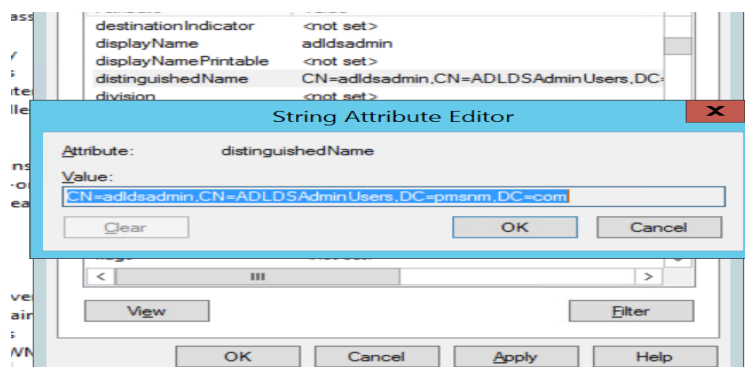 destinationIndicator <not set>
displayName adldsadmin
displayNamePrintable <not set>
distinguishedName CN=adldsadmin,CN=ADLDSAdminUsers,DC=
division <not set>
String Attribute Editor
Attribute: distinguishedName
Value:
CN=adldsadmin,CN=ADLDSAdminUsers,DC=pmsnm,DC=com
Clear OK Cancel
View Filter
OK Cancel Apply Help